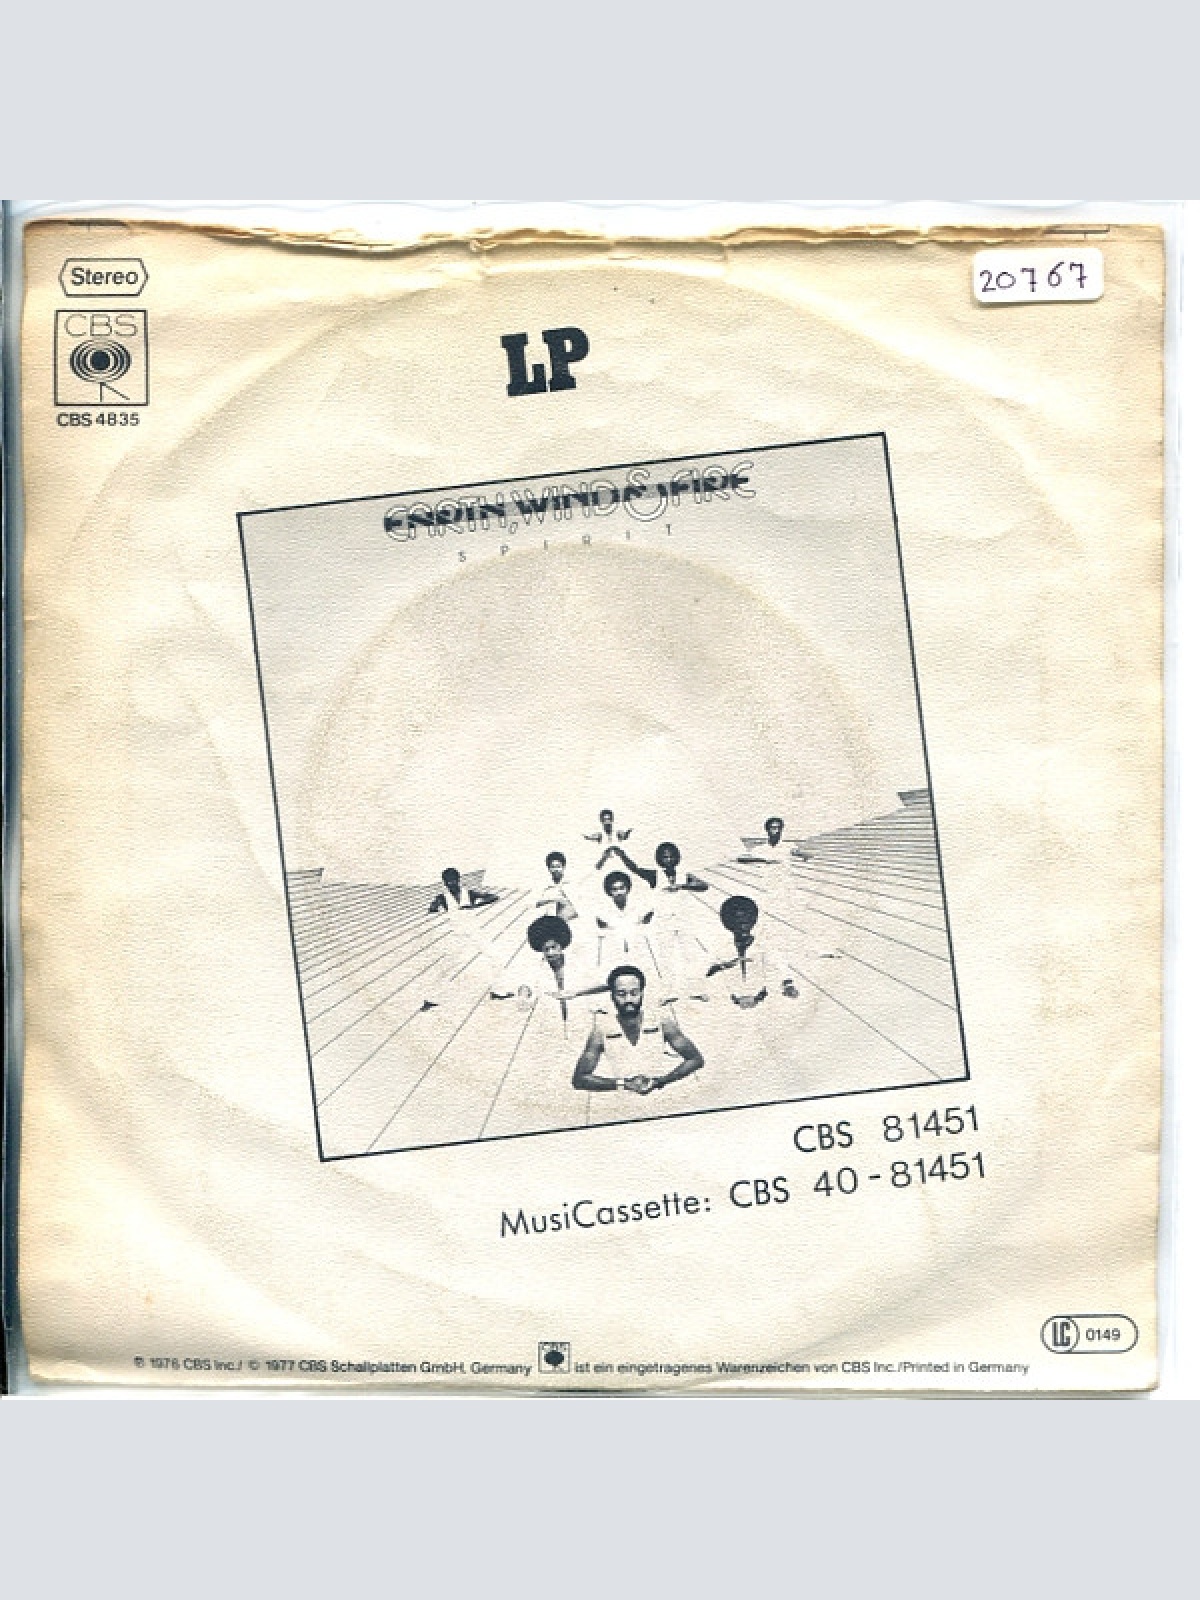 Stereo
20767
CBS
CBS 4835
LP
EARTH, WIND & FIRE
SPIRIT
CBS 81451
MusiCassette: CBS 40-81451
LC 0149
℗ 1976 CBS Inc./ © 1977 CBS Schallplatten GmbH, Germany CBS ist ein eingetragenes Warenzeichen von CBS Inc./Printed in Germany